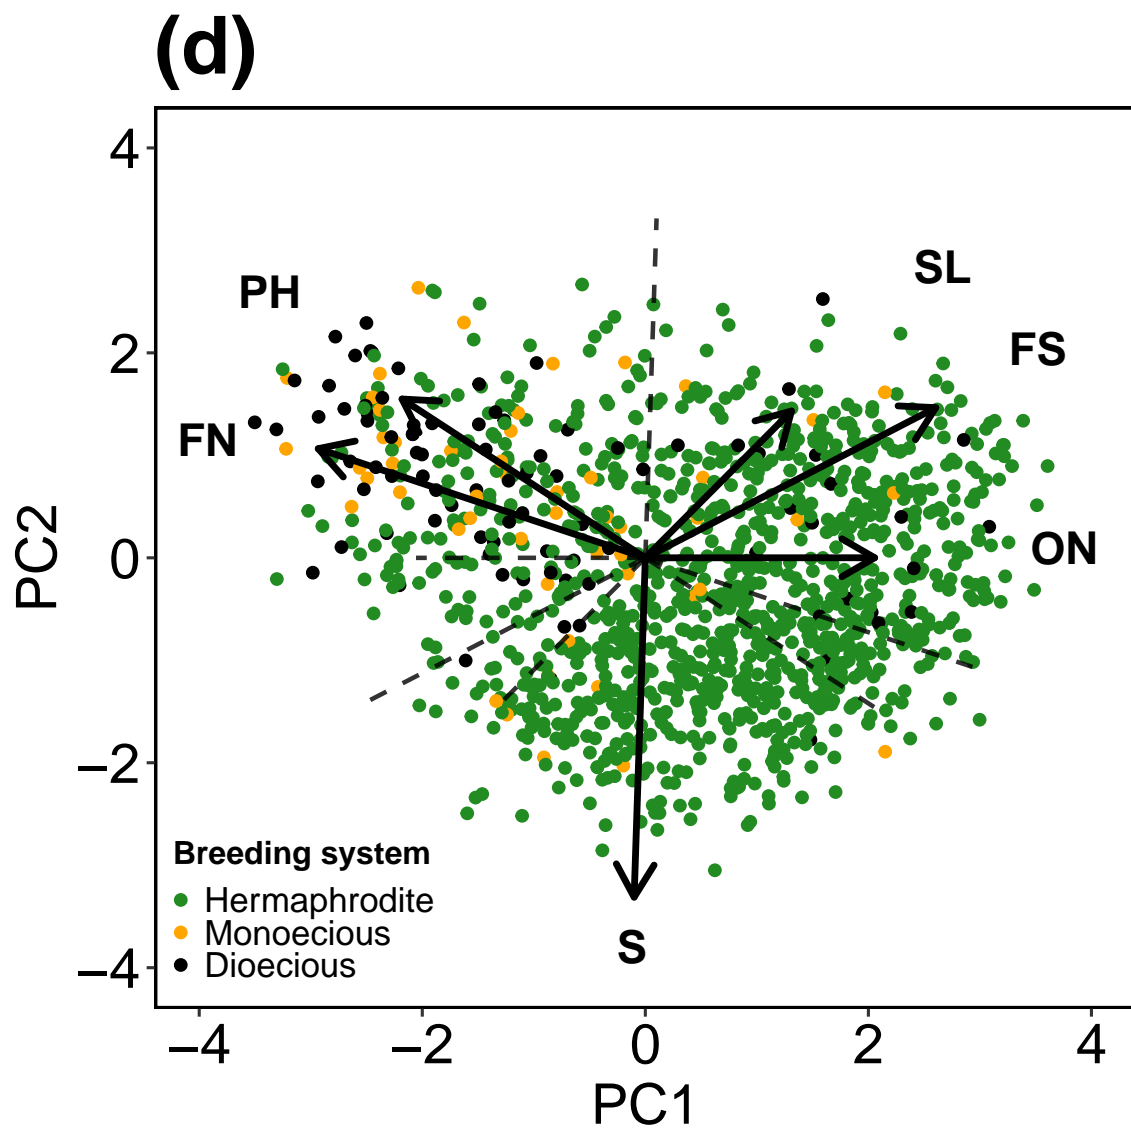 (d)
4
2
0
−2
−4
PC2
PH
SL
FS
FN
ON
S
Breeding system
Hermaphrodite
Monoecious
Dioecious
−4
−2
0
2
4
PC1